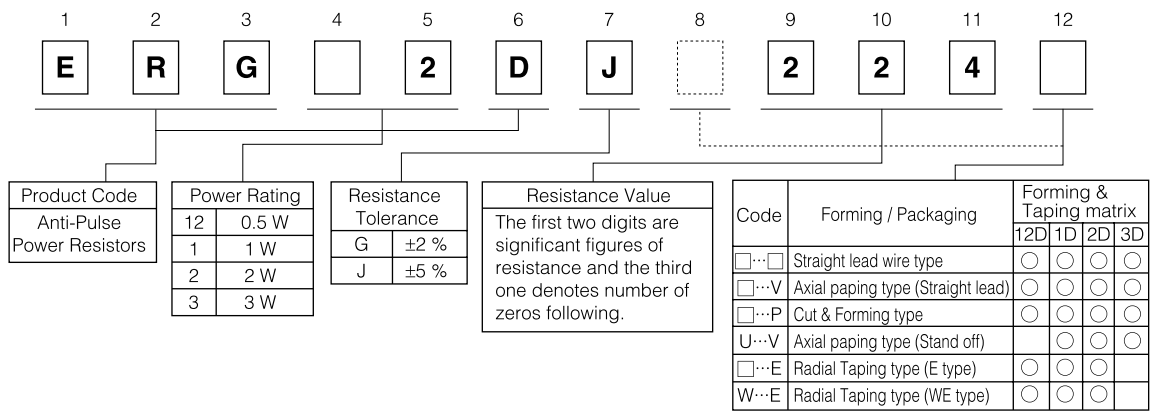 1 2 3 4 5 6 7 8 9 10 11 12
E R G 2 D J 2 2 4
Product Code
Anti-Pulse
Power Resistors
Power Rating
12 0.5 W
1 1 W
2 2 W
3 3 W
Resistance
Tolerance
G ±2 %
J ±5 %
Resistance Value
The first two digits are
significant figures of
resistance and the third
one denotes number of
zeros following.
Code Forming / Packaging Forming &
Taping matrix
12D 1D 2D 3D
□···□ Straight lead wire type ○ ○ ○ ○
□···V Axial paping type (Straight lead) ○ ○ ○ ○
□···P Cut & Forming type ○ ○ ○ ○
U···V Axial paping type (Stand off) ○ ○ ○
□···E Radial Taping type (E type) ○ ○ ○
W···E Radial Taping type (WE type) ○ ○ ○